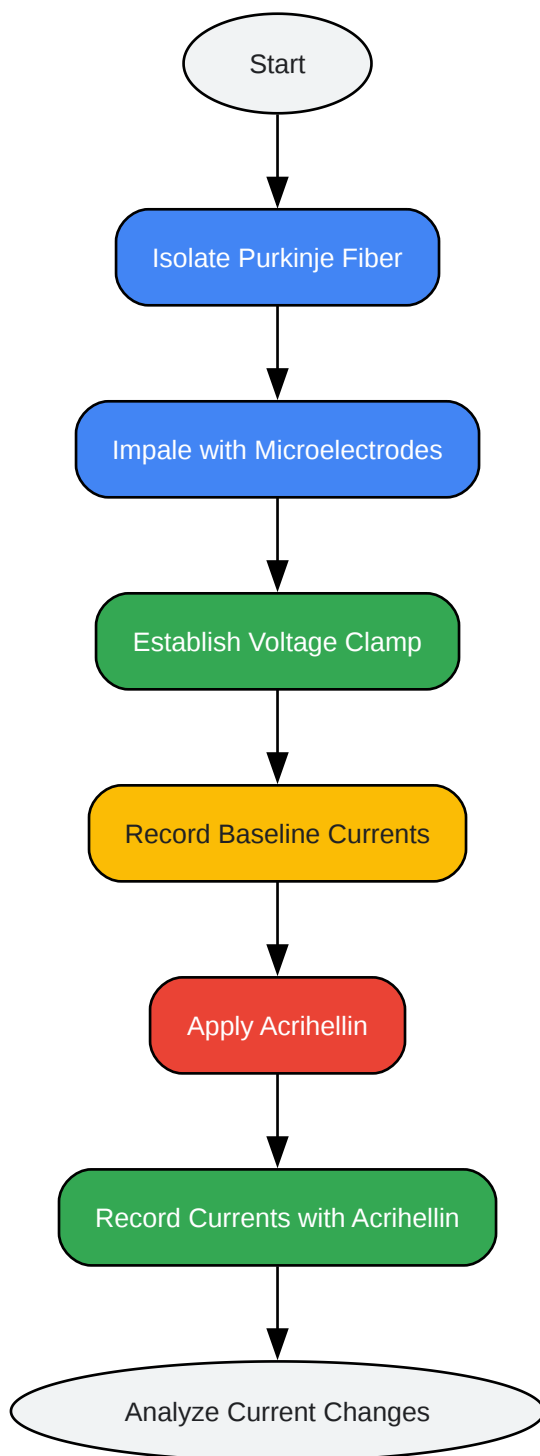 Start
Isolate Purkinje Fiber
Impale with Microelectrodes
Establish Voltage Clamp
Record Baseline Currents
Apply Acrihellin
Record Currents with Acrihellin
Analyze Current Changes